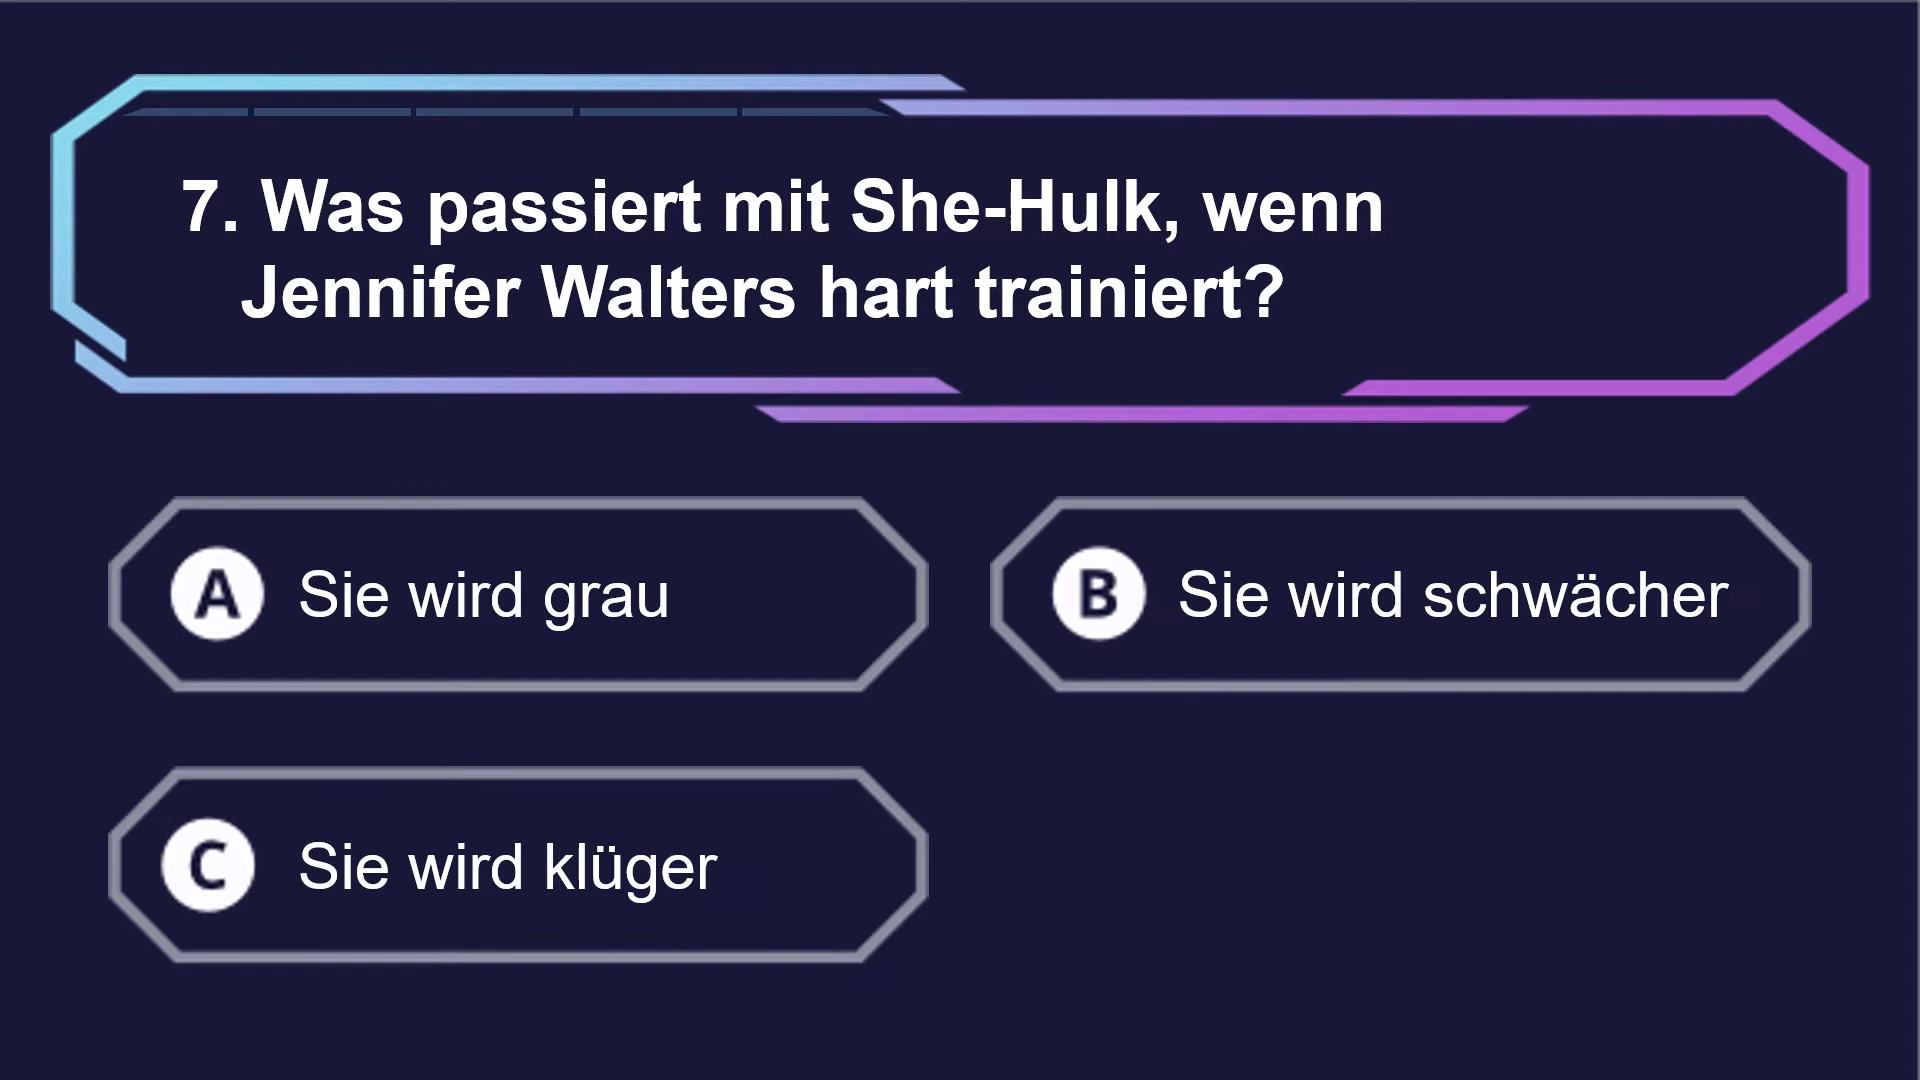 7. Was passiert mit She-Hulk, wenn
Jennifer Walters hart trainiert?
A Sie wird grau
B Sie wird schwächer
C Sie wird klüger